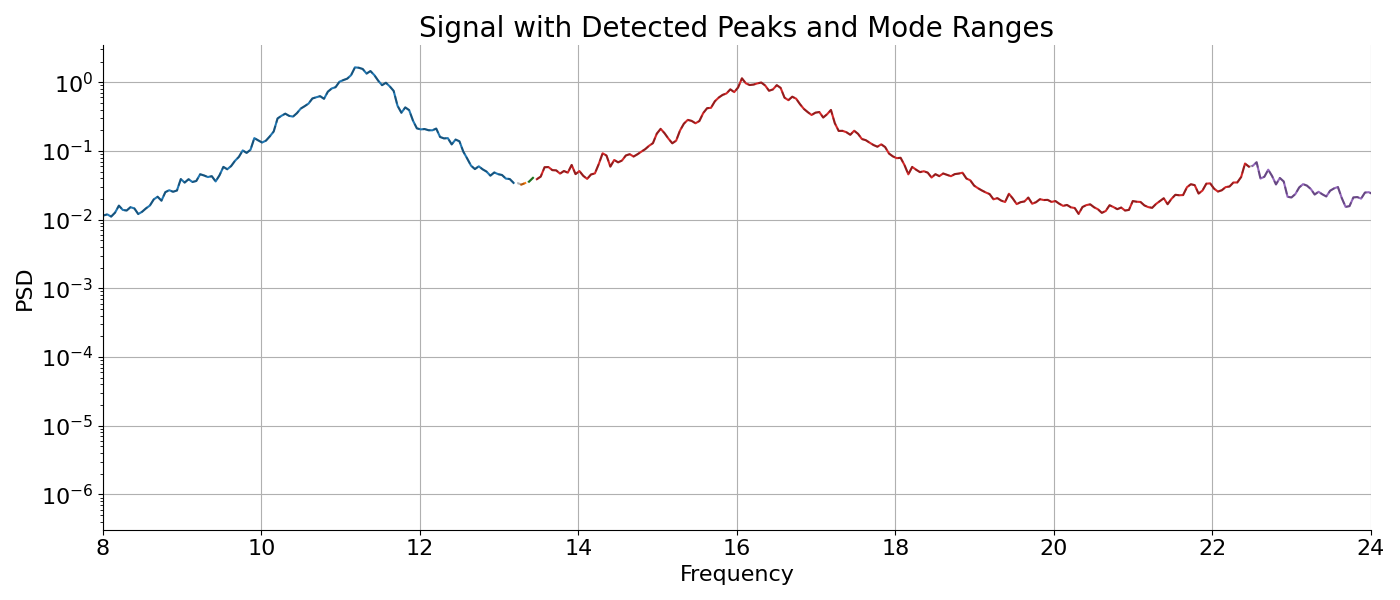 Signal with Detected Peaks and Mode Ranges
PSD
10⁰
10⁻¹
10⁻²
10⁻³
10⁻⁴
10⁻⁵
10⁻⁶
8 10 12 14 16 18 20 22 24
Frequency